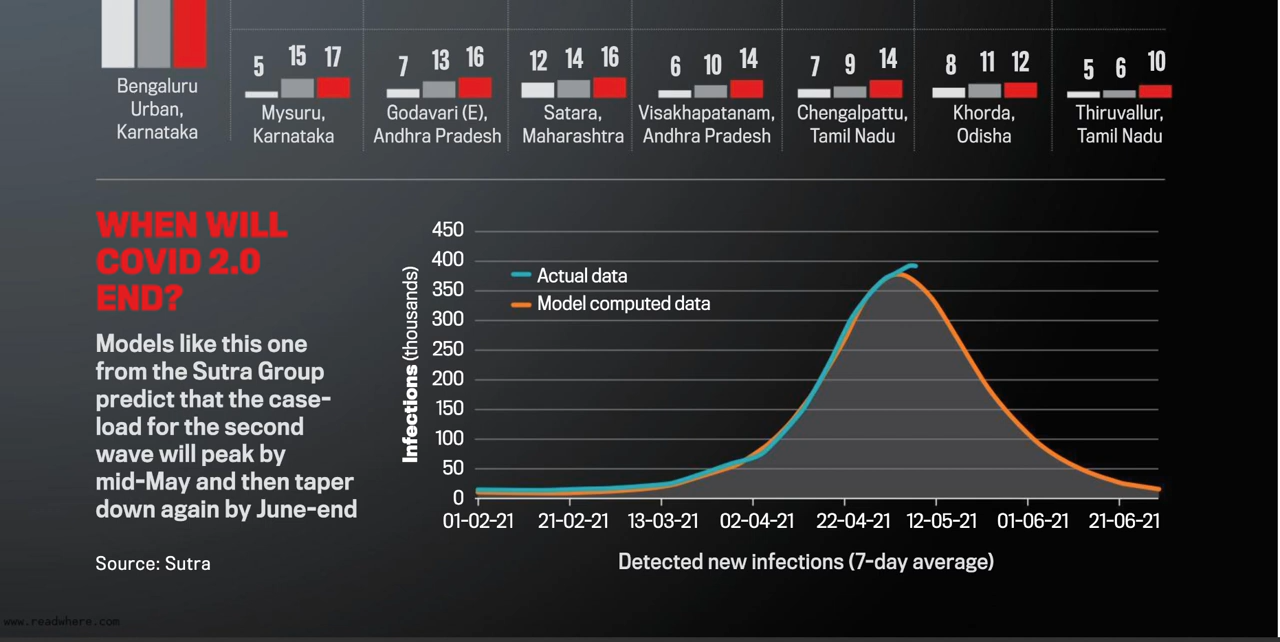 5 15 17
7 13 16
12 14 16
6 10 14
7 9 14
8 11 12
5 6 10
Bengaluru
Urban,
Karnataka
Mysuru,
Karnataka
Godavari (E),
Andhra Pradesh
Satara,
Maharashtra
Visakhapatanam,
Andhra Pradesh
Chengalpattu,
Tamil Nadu
Khorda,
Odisha
Thiruvallur,
Tamil Nadu
WHEN WILL
COVID 2.0
END?
Models like this one
from the Sutra Group
predict that the case-
load for the second
wave will peak by
mid-May and then taper
down again by June-end
Source: Sutra
Infections (thousands)
450
400
350
300
250
200
150
100
50
0
Actual data
Model computed data
01-02-21 21-02-21 13-03-21 02-04-21 22-04-21 12-05-21 01-06-21 21-06-21
Detected new infections (7-day average)
www.readwhere.com